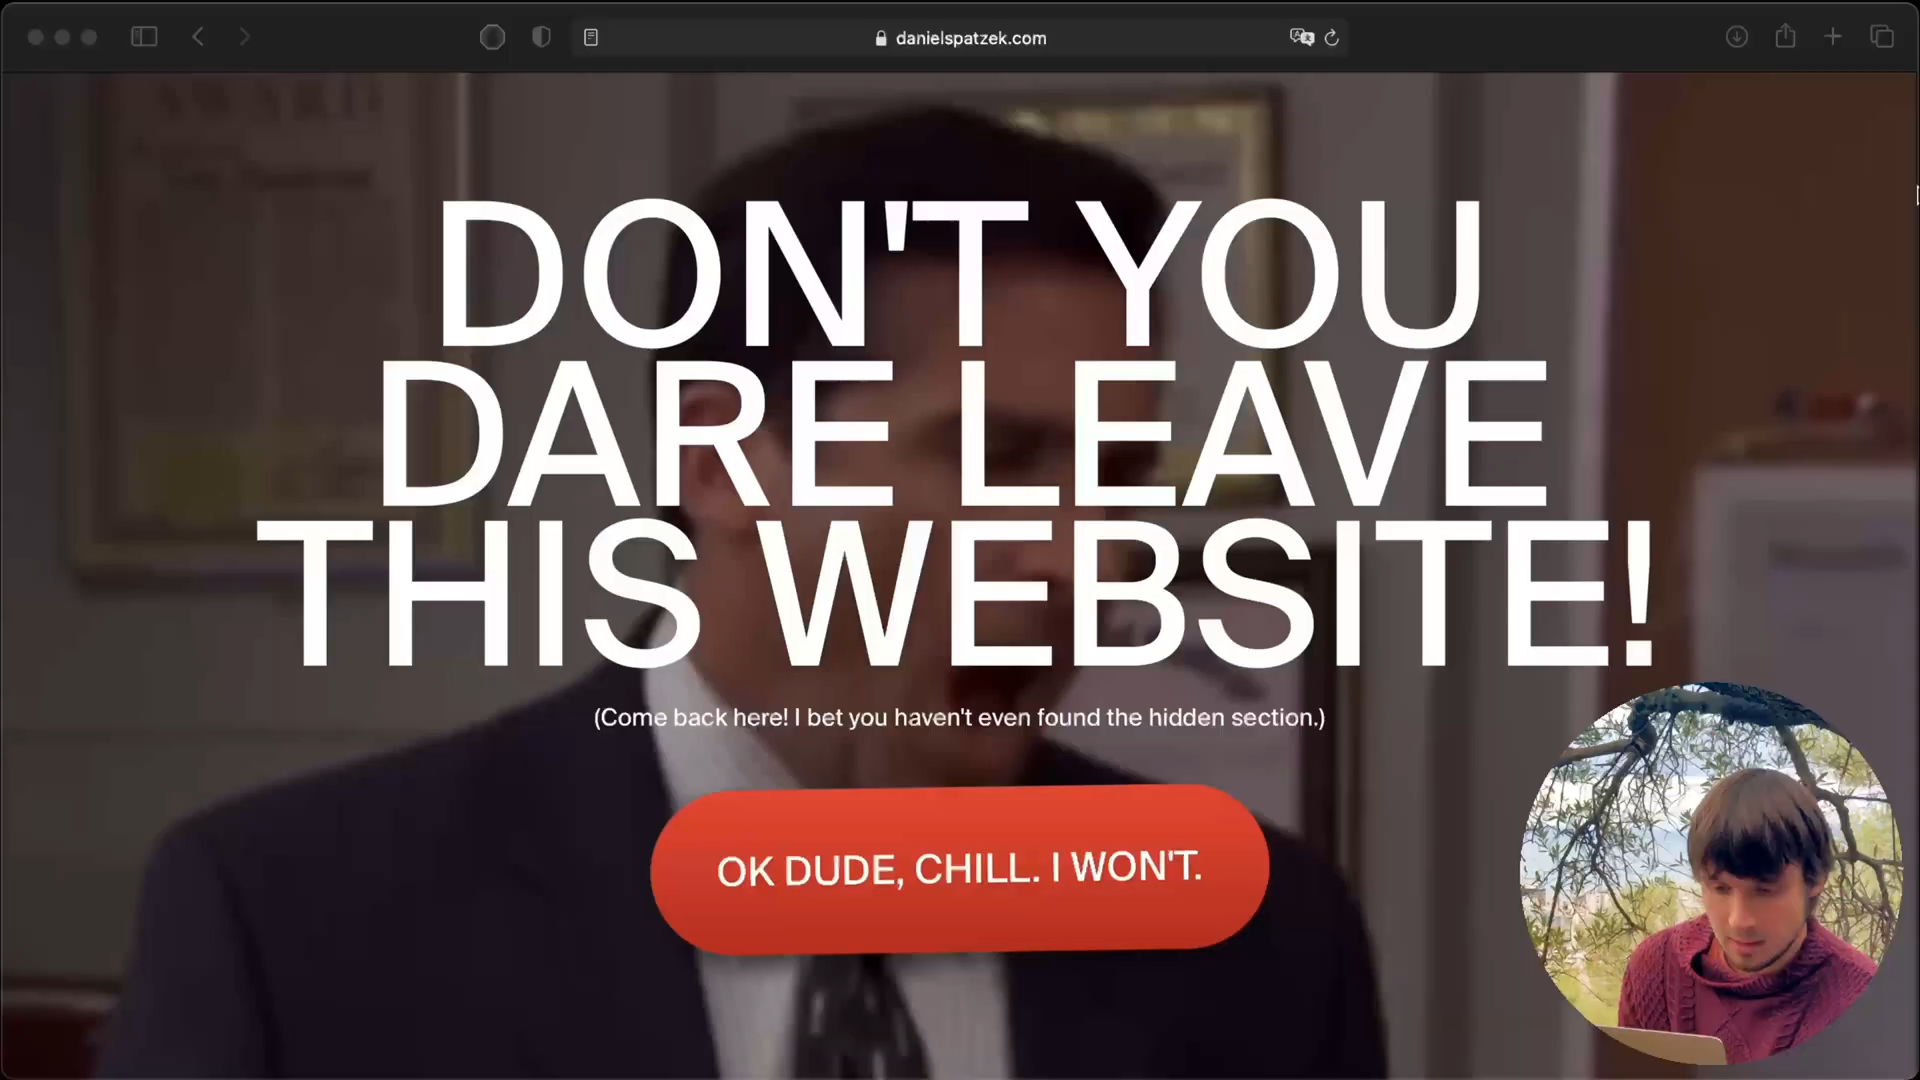 danielspatzek.com
AWARD
DON'T YOU
DARE LEAVE
THIS WEBSITE!
(Come back here! I bet you haven't even found the hidden section.)
OK DUDE, CHILL. I WON'T.